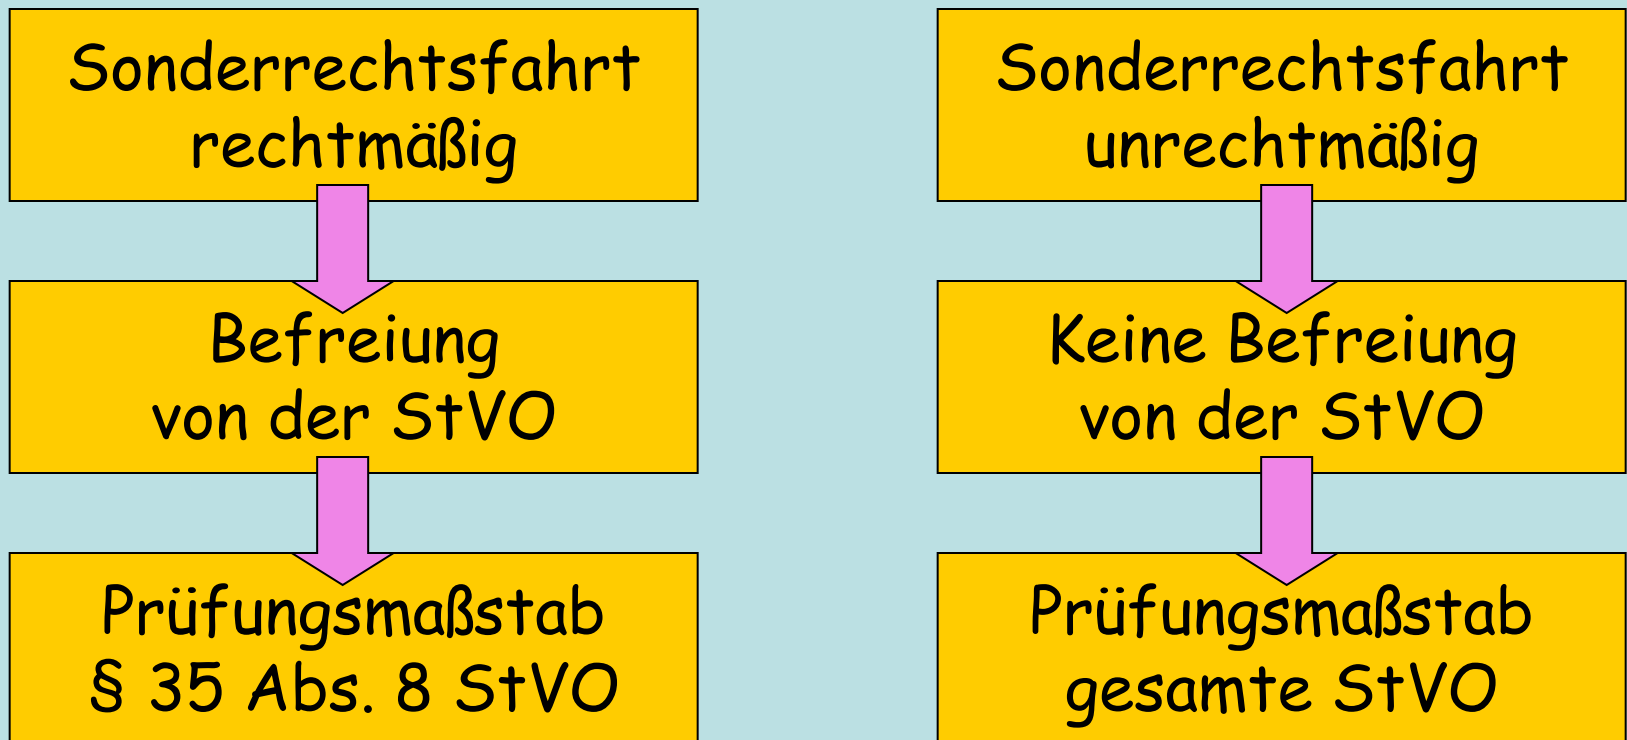 Sonderrechtsfahrt
rechtmäßig
Befreiung
von der StVO
Prüfungsmaßstab
§ 35 Abs. 8 StVO
Sonderrechtsfahrt
unrechtmäßig
Keine Befreiung
von der StVO
Prüfungsmaßstab
gesamte StVO